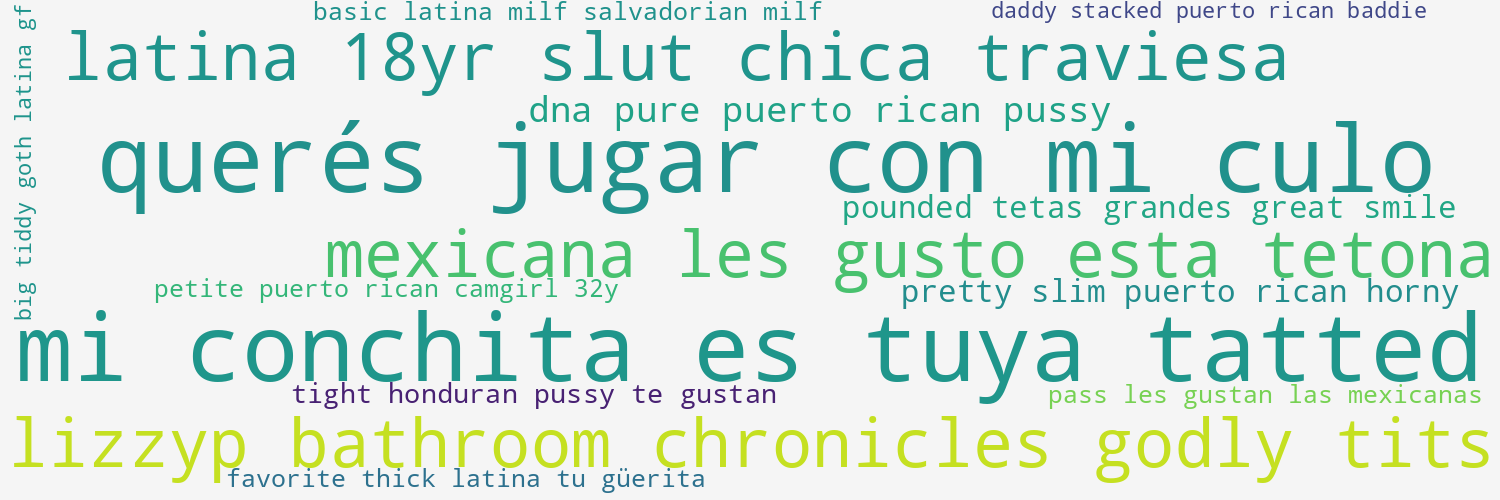 big tiddy goth latina gf
basic latina milf salvadorian milf
daddy stacked puerto rican baddie
latina 18yr slut chica traviesa
dna pure puerto rican pussy
querés jugar con mi culo
pounded tetas grandes great smile
mexicana les gusto esta tetona
petite puerto rican camgirl 32y
pretty slim puerto rican horny
mi conchita es tuya tatted
tight honduran pussy te gustan
pass les gustan las mexicanas
lizzyp bathroom chronicles godly tits
favorite thick latina tu güerita